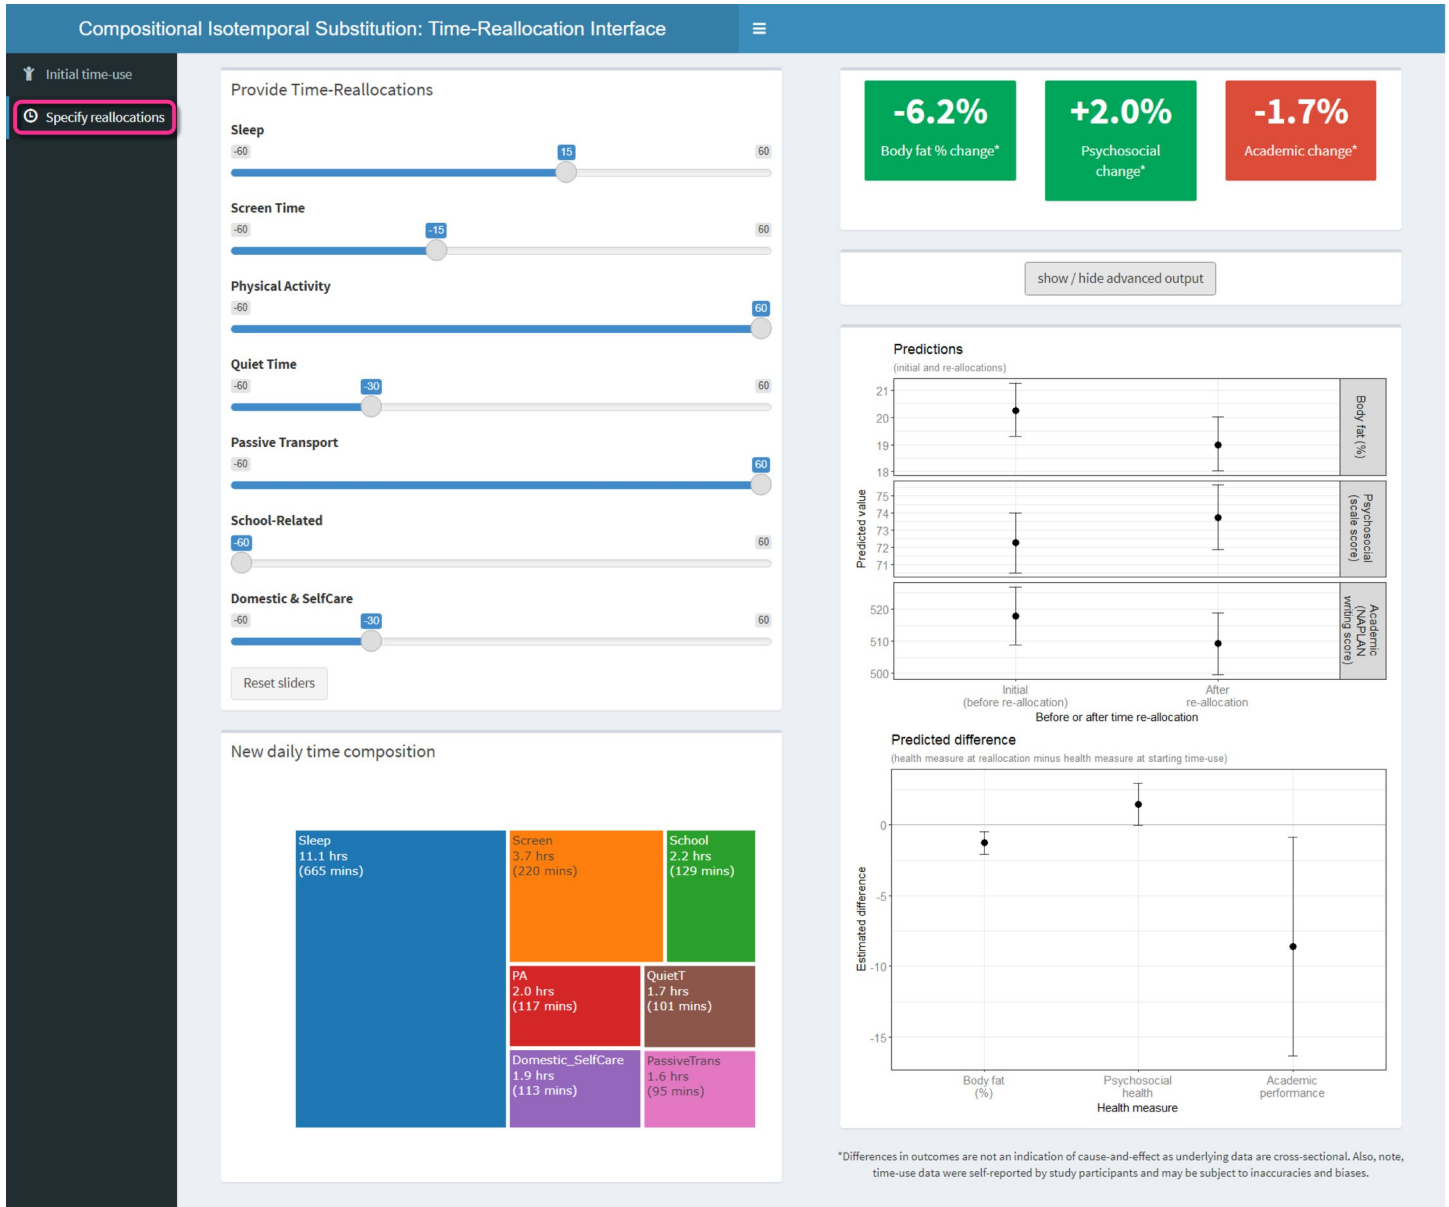 Compositional Isotemporal Substitution: Time-Reallocation Interface
Initial time-use
Specify reallocations
Provide Time-Reallocations
Sleep
-60 15 60
Screen Time
-60 -15 60
Physical Activity
-60 60
Quiet Time
-60 -30 60
Passive Transport
-60 60
School-Related
-60 60
Domestic & SelfCare
-60 -30 60
Reset sliders
New daily time composition
Sleep
11.1 hrs
(665 mins)
Screen
3.7 hrs
(220 mins)
School
2.2 hrs
(129 mins)
PA
2.0 hrs
(117 mins)
QuietT
1.7 hrs
(101 mins)
Domestic_SelfCare
1.9 hrs
(113 mins)
PassiveTrans
1.6 hrs
(95 mins)
-6.2%
Body fat % change*
+2.0%
Psychosocial
change*
-1.7%
Academic change*
show / hide advanced output
Predictions
(initial and re-allocations)
21
20
19
18
Body fat (%)
75
74
73
72
71
Psychosocial
(scale score)
520
510
500
Academic
(NAPLAN
writing score)
Predicted value
Initial
(before re-allocation)
After
re-allocation
Before or after time re-allocation
Predicted difference
(health measure at reallocation minus health measure at starting time-use)
0
-5
-10
-15
Estimated difference
Body fat
(%)
Psychosocial
health
Academic
performance
Health measure
*Differences in outcomes are not an indication of cause-and-effect as underlying data are cross-sectional. Also, note,
time-use data were self-reported by study participants and may be subject to inaccuracies and biases.